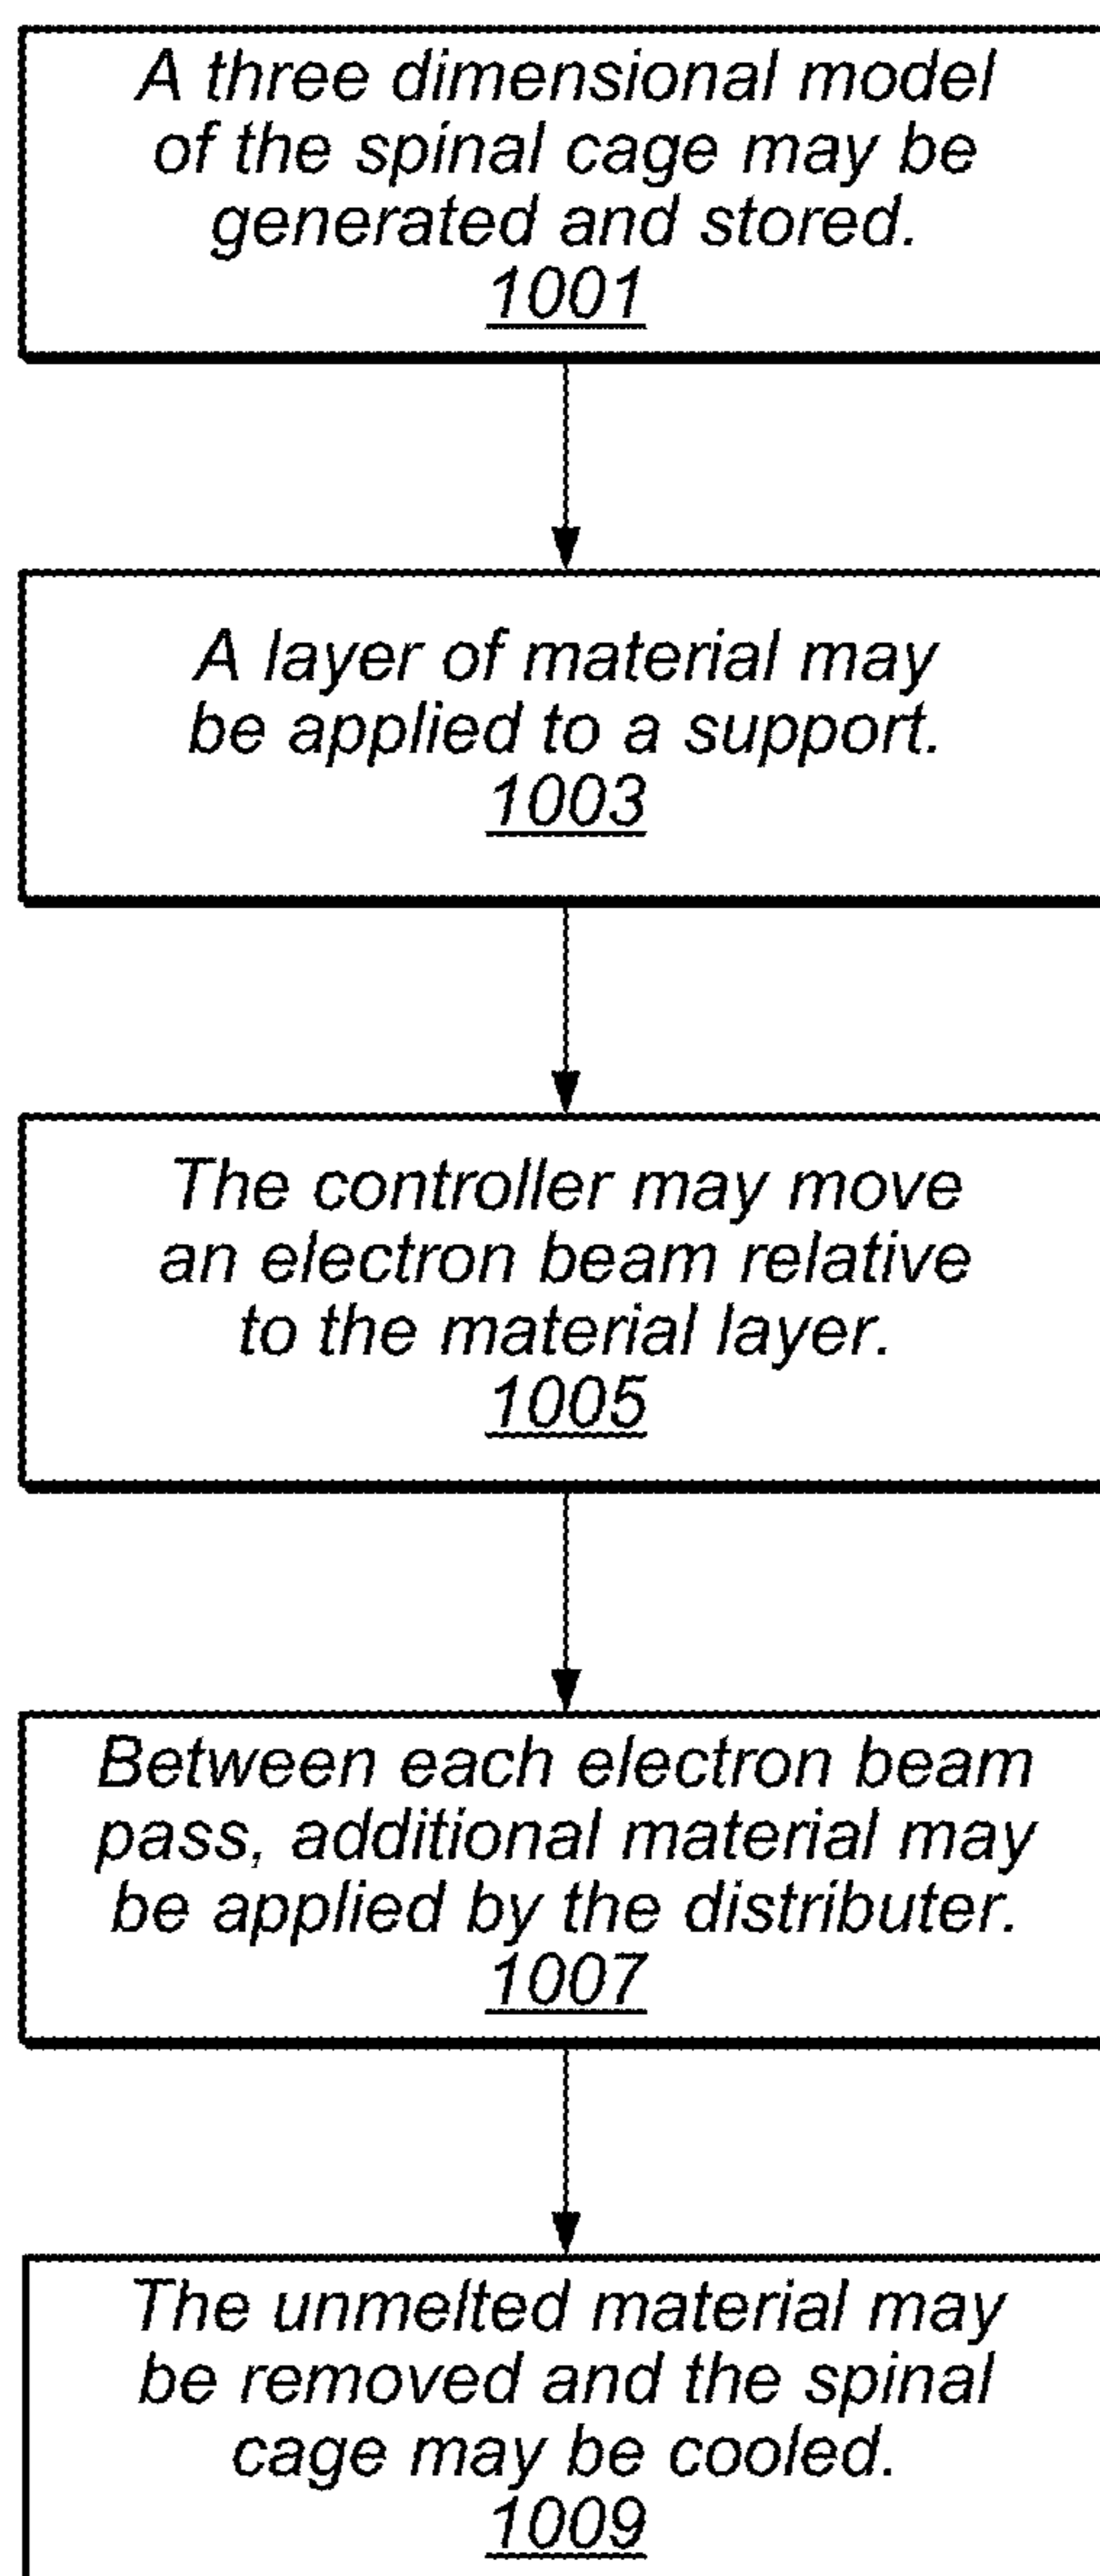 A three dimensional model
of the spinal cage may be
generated and stored.
1001
A layer of material may
be applied to a support.
1003
The controller may move
an electron beam relative
to the material layer.
1005
Between each electron beam
pass, additional material may
be applied by the distributer.
1007
The unmelted material may
be removed and the spinal
cage may be cooled.
1009